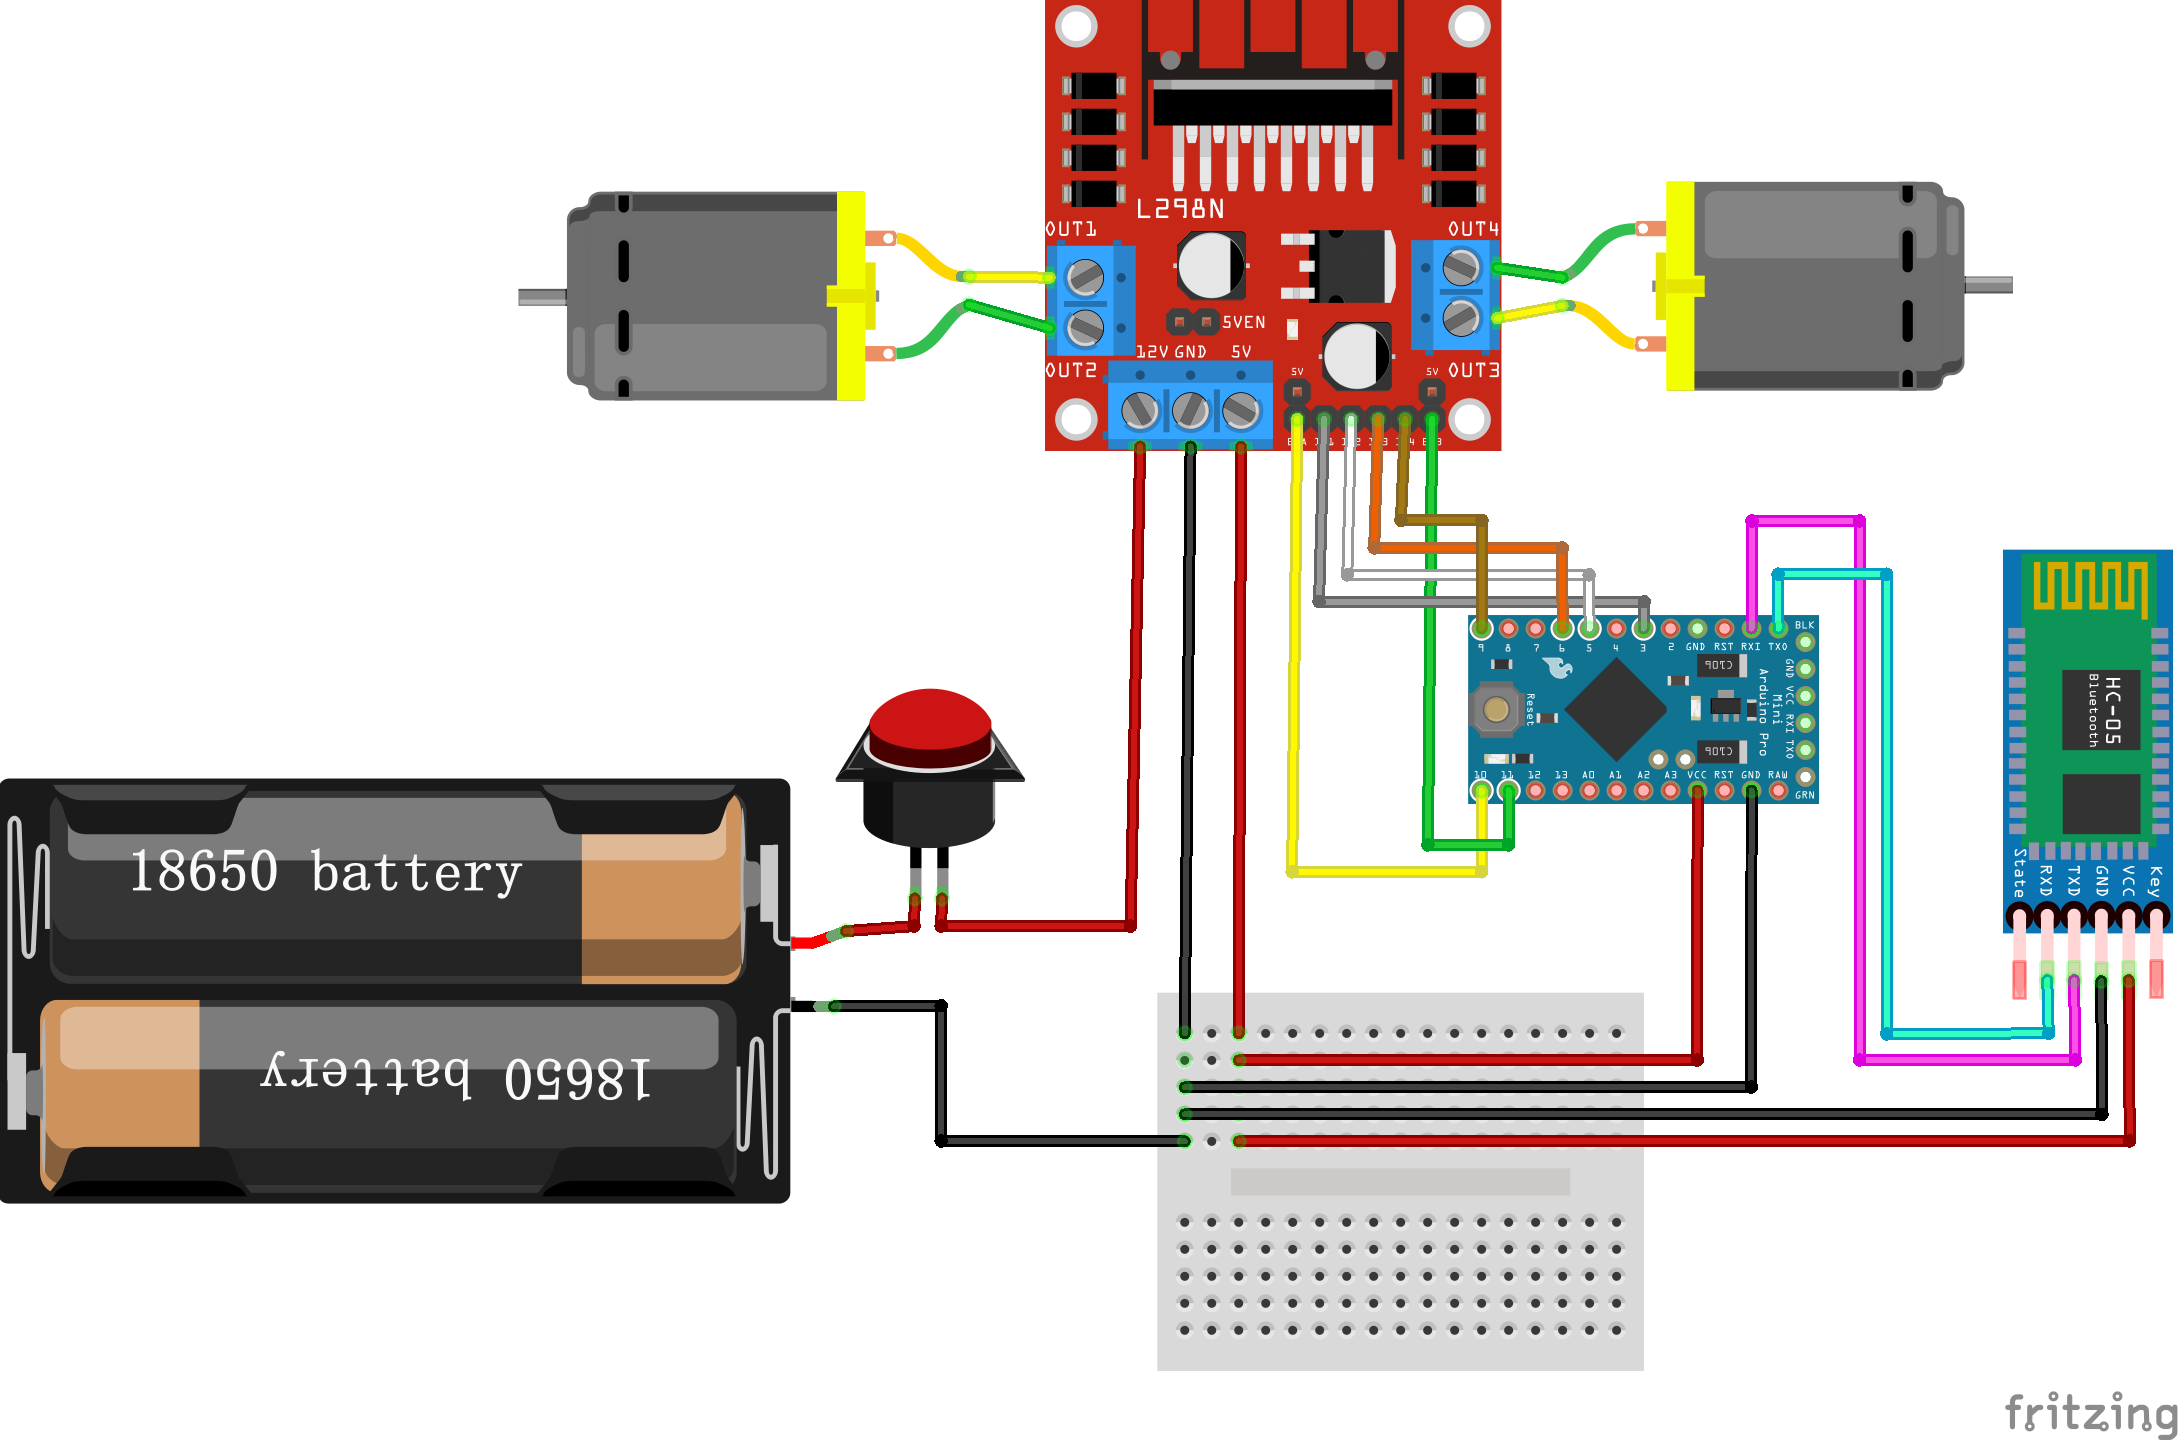 L298N
OUT1
OUT4
5VEN
12V GND 5V
OUT2
5V
5V
OUT3
9 8 7 6 5 4 3 2 GND RST RXI TXO
BLK
GND VCC RXI TXO
Reset
Arduino Pro
Mini
C10P
C10P
10 11 12 13 A0 A1 A2 A3 VCC RST GND RAW
GRN
HC-05
Bluetooth
State
RXD
TXD
GND
VCC
Key
18650 battery
18650 battery
fritzing